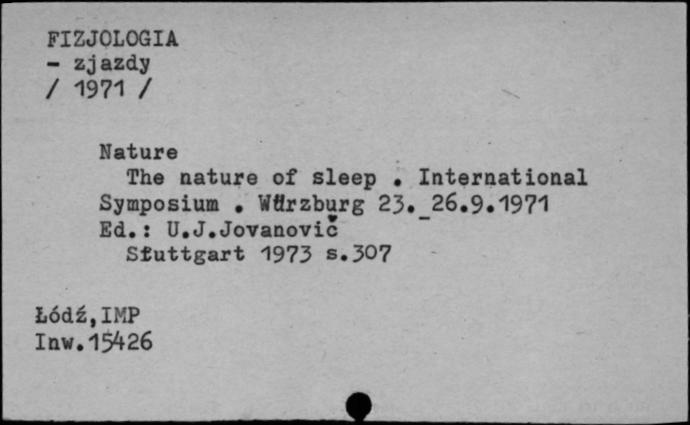 FIZJOLOGIA
- zjazdy
/ 1971 /
Nature
The nature of sleep . International
Symposium . Würzburg 23._26.9.1971
Ed.: U.J.Jovanović
Stuttgart 1973 s.307
Łódź,IMP
Inw.15426